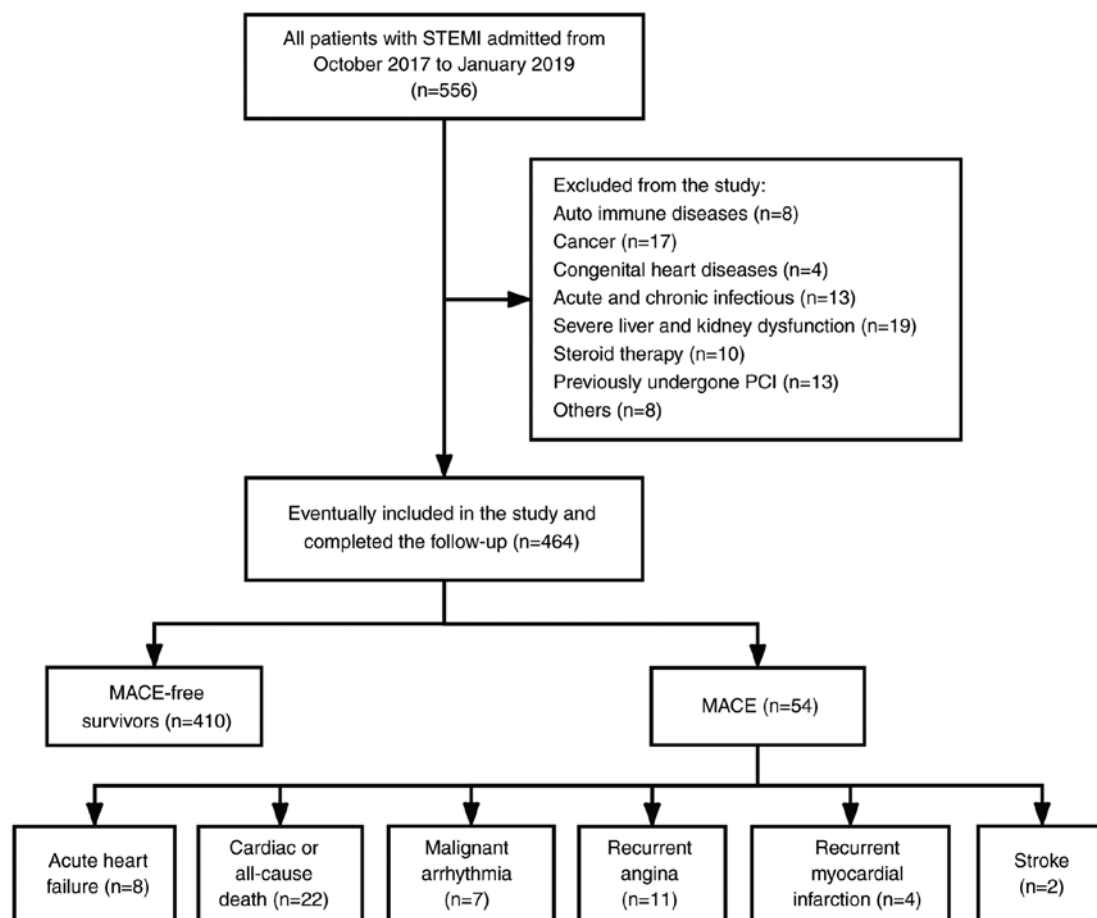 All patients with STEMI admitted from
October 2017 to January 2019
(n=556)
Excluded from the study:
Auto immune diseases (n=8)
Cancer (n=17)
Congenital heart diseases (n=4)
Acute and chronic infectious (n=13)
Severe liver and kidney dysfunction (n=19)
Steroid therapy (n=10)
Previously undergone PCI (n=13)
Others (n=8)
Eventually included in the study and
completed the follow-up (n=464)
MACE-free
survivors (n=410)
MACE (n=54)
Acute heart
failure (n=8)
Cardiac or
all-cause
death (n=22)
Malignant
arrhythmia
(n=7)
Recurrent
angina
(n=11)
Recurrent
myocardial
infarction (n=4)
Stroke
(n=2)